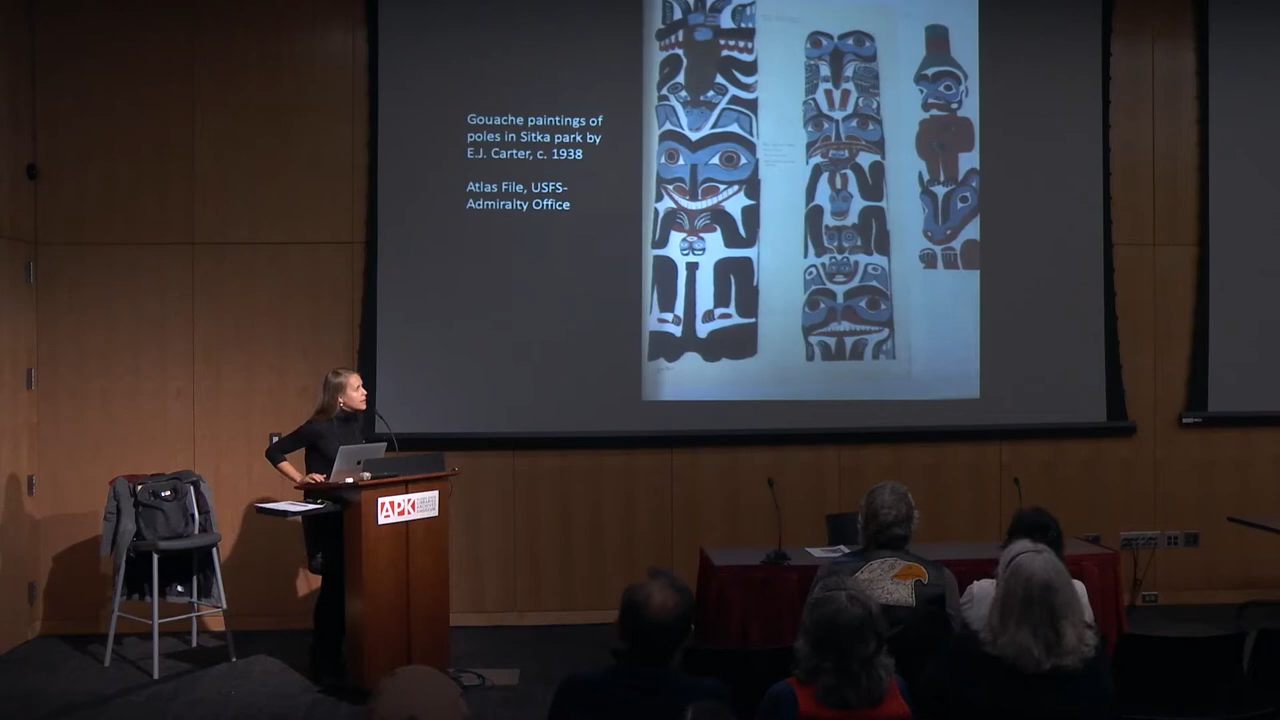 Gouache paintings of
poles in Sitka park by
E.J. Carter, c. 1938
Atlas File, USFS-
Admiralty Office
APK